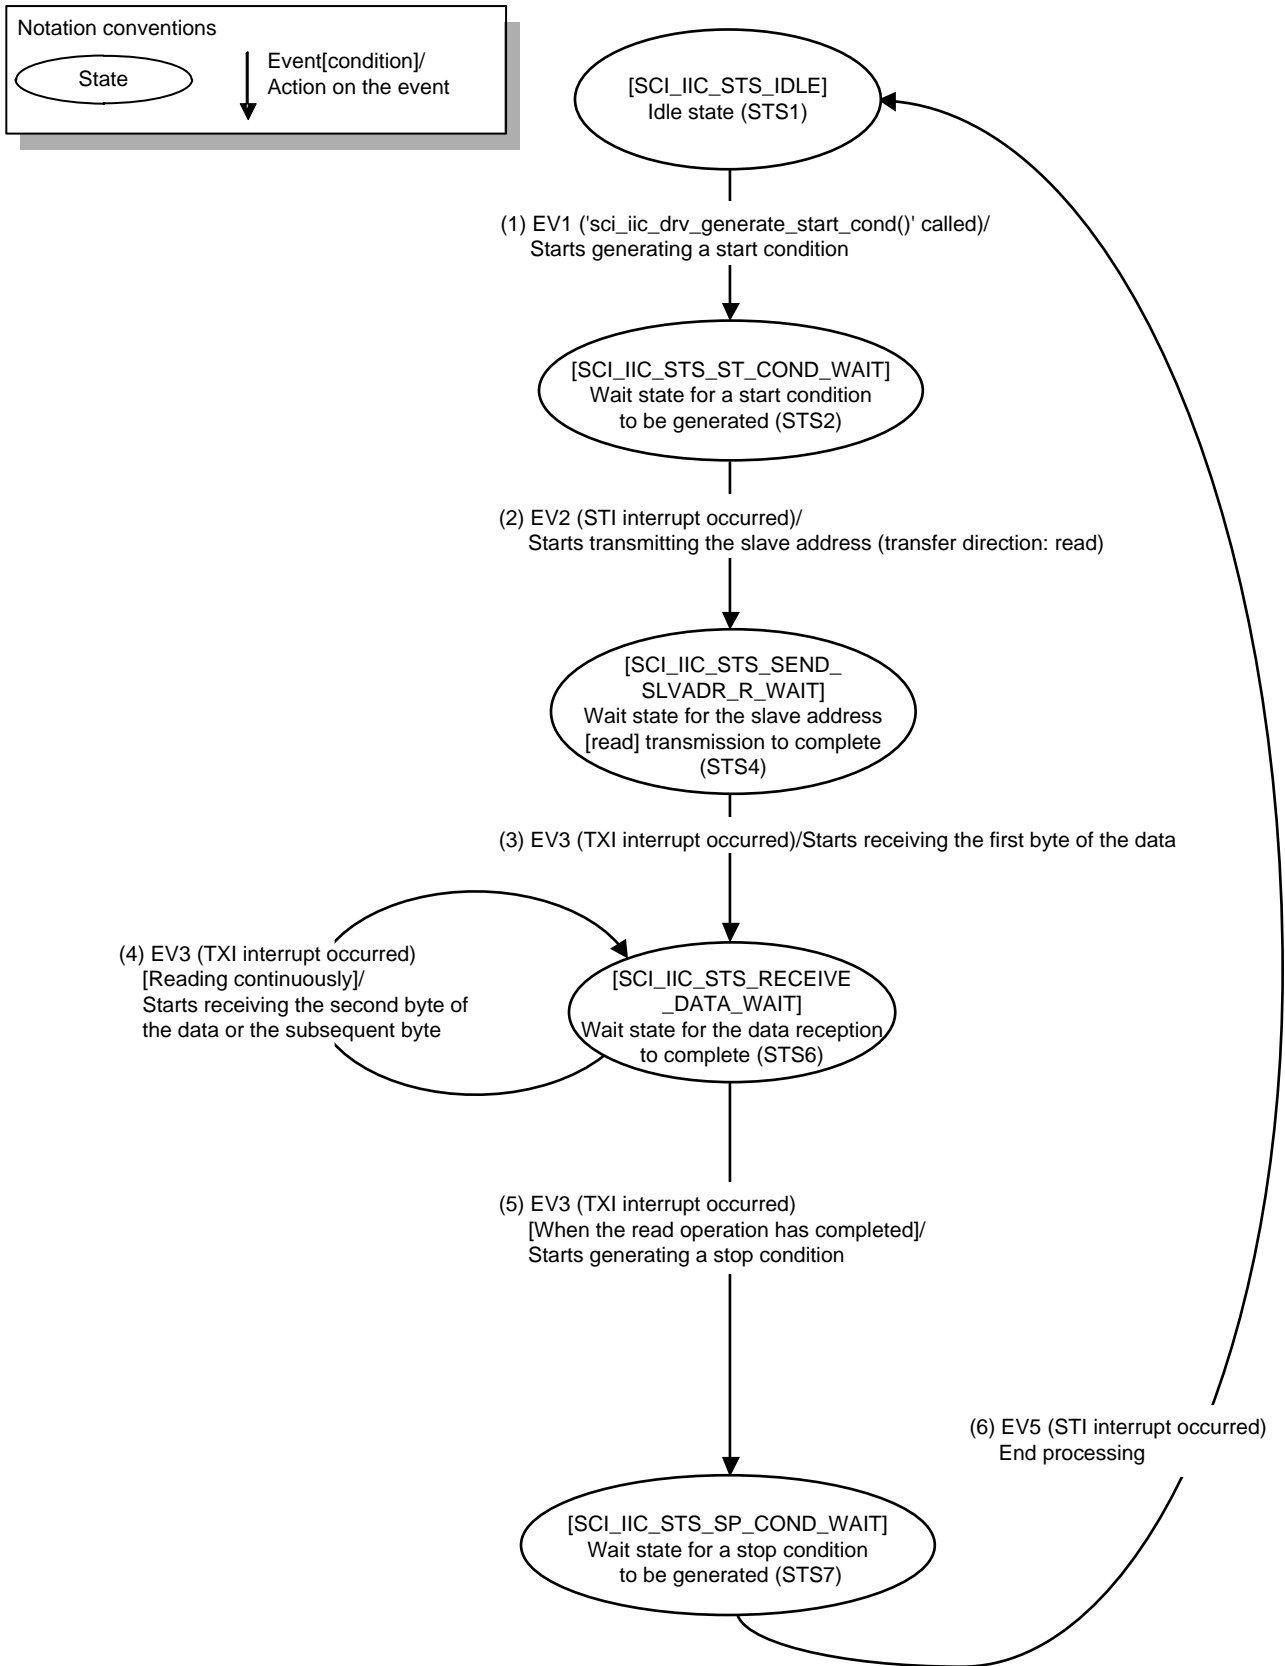 Notation conventions
State
Event[condition]/
Action on the event
[SCI_IIC_STS_IDLE]
Idle state (STS1)
(1) EV1 ('sci_iic_drv_generate_start_cond()' called)/
Starts generating a start condition
[SCI_IIC_STS_ST_COND_WAIT]
Wait state for a start condition
to be generated (STS2)
(2) EV2 (STI interrupt occurred)/
Starts transmitting the slave address (transfer direction: read)
[SCI_IIC_STS_SEND_
SLVADR_R_WAIT]
Wait state for the slave address
[read] transmission to complete
(STS4)
(3) EV3 (TXI interrupt occurred)/Starts receiving the first byte of the data
(4) EV3 (TXI interrupt occurred)
[Reading continuously]/
Starts receiving the second byte of
the data or the subsequent byte
[SCI_IIC_STS_RECEIVE
_DATA_WAIT]
Wait state for the data reception
to complete (STS6)
(5) EV3 (TXI interrupt occurred)
[When the read operation has completed]/
Starts generating a stop condition
(6) EV5 (STI interrupt occurred)
End processing
[SCI_IIC_STS_SP_COND_WAIT]
Wait state for a stop condition
to be generated (STS7)